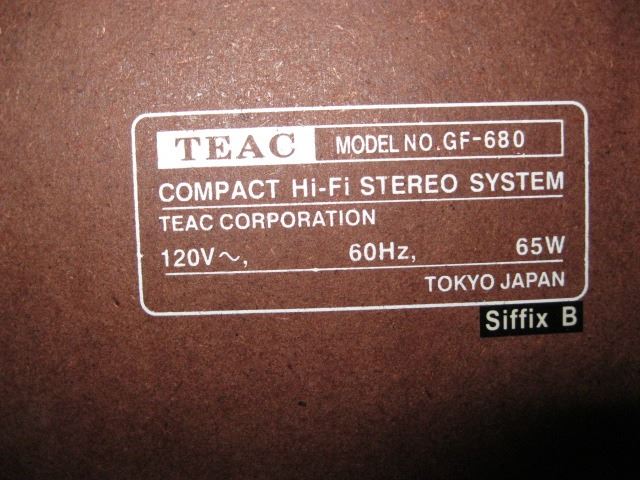 TEAC MODEL NO.GF-680
COMPACT Hi-Fi STEREO SYSTEM
TEAC CORPORATION
120V～, 60Hz, 65W
TOKYO JAPAN
Siffix B